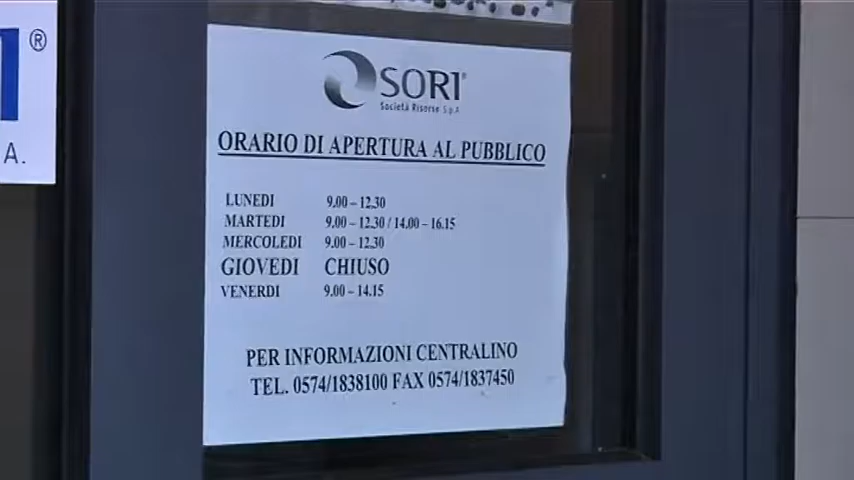 ®
A.
SORI®
Società Risorse S.p.A
ORARIO DI APERTURA AL PUBBLICO
LUNEDI 9.00 – 12.30
MARTEDI 9.00 – 12.30 / 14.00 – 16.15
MERCOLEDI 9.00 – 12.30
GIOVEDI CHIUSO
VENERDI 9.00 – 14.15
PER INFORMAZIONI CENTRALINO
TEL. 0574/1838100 FAX 0574/1837450